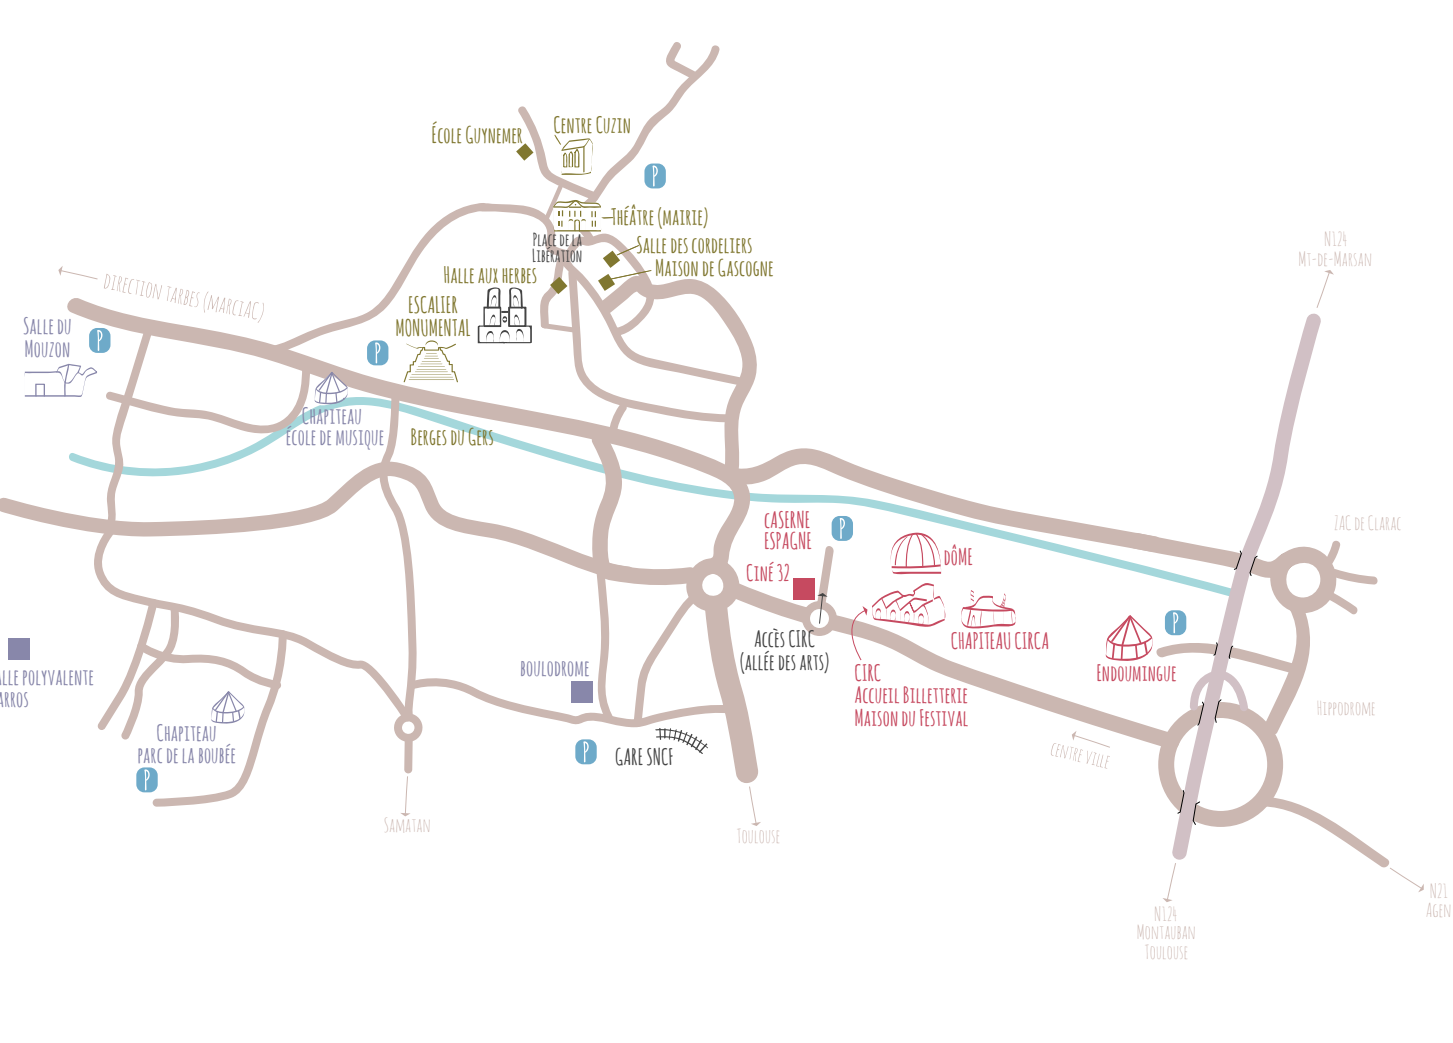 École Guynemer
Centre Cuzin
P
Théâtre (mairie)
Place de la
Libération
Salle des cordeliers
Maison de Gascogne
Halle aux herbes
ESCALIER
MONUMENTAL
DIRECTION TARBES (MARCIAC)
Salle du
Mouzon
P
P
Chapiteau
école de musique
Berges du Gers
N124
Mt-de-Marsan
ZAC de Clarac
cASERNE
ESPAGNE
P
Ciné 32
DÔME
Accès CIRC
(allée des arts)
CHAPITEAU CIRCA
CIRC
Accueil Billetterie
Maison du Festival
P
Endoumingue
Hippodrome
centre ville
alle polyvalente
arros
Boulodrome
P
GARE SNCF
Chapiteau
parc de la Boubée
P
Samatan
Toulouse
N21
Agen
N124
Montauban
Toulouse